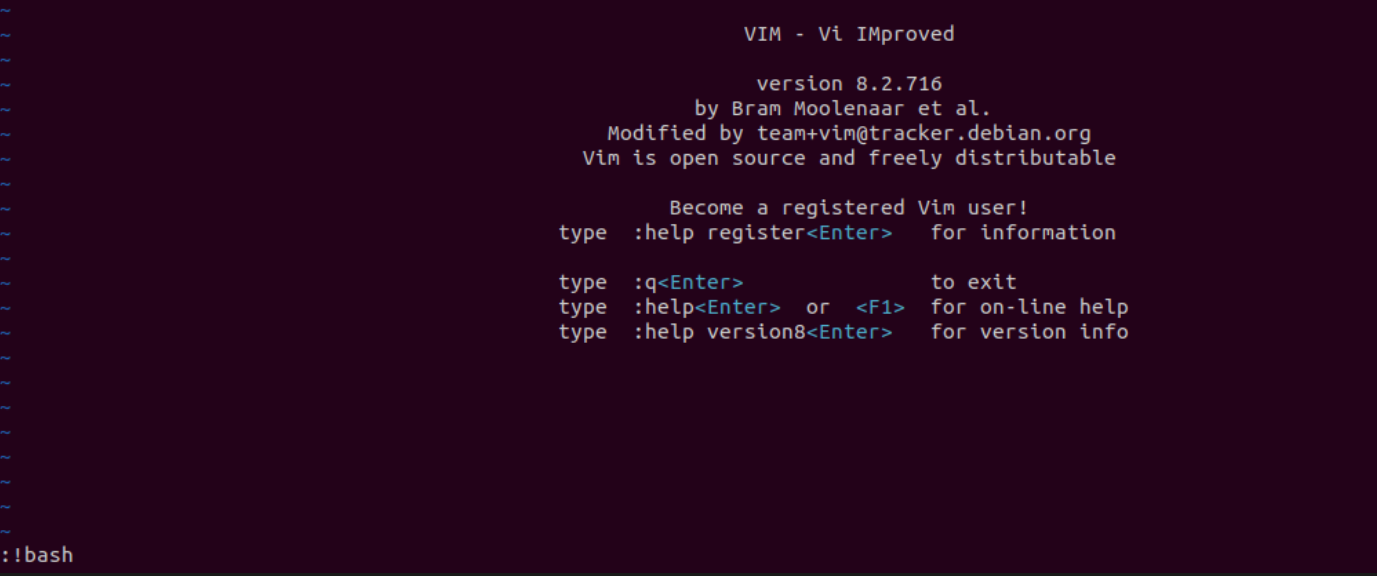 ~
~ VIM - Vi IMproved
~
~ version 8.2.716
~ by Bram Moolenaar et al.
~ Modified by team+vim@tracker.debian.org
~ Vim is open source and freely distributable
~
~ Become a registered Vim user!
~ type :help register<Enter> for information
~
~ type :q<Enter> to exit
~ type :help<Enter> or <F1> for on-line help
~ type :help version8<Enter> for version info
~
~
~
~
~
~
~
~
:!bash